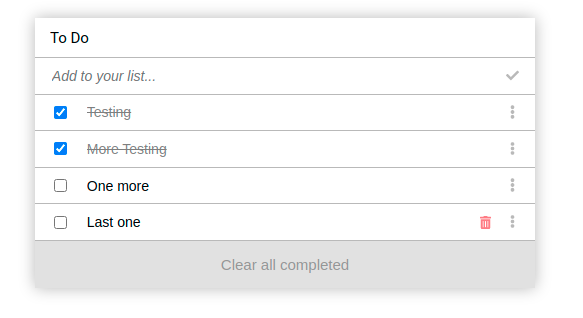 To Do
Add to your list...
Testing
More Testing
One more
Last one
Clear all completed